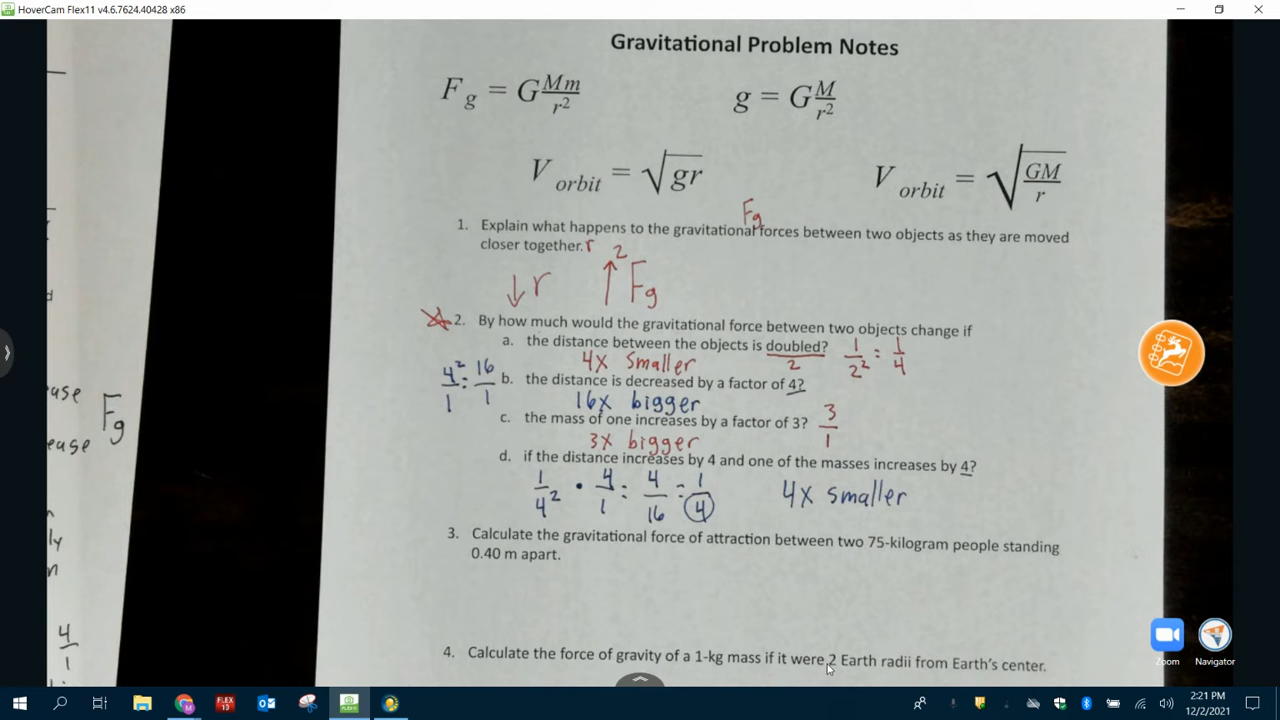 HoverCam Flex11 v4.6.7624.40428 x86
Gravitational Problem Notes
F g = G Mm/r²
g = G M/r²
V orbit = √gr
V orbit = √GM/r
Fg
1. Explain what happens to the gravitational forces between two objects as they are moved
closer together. r
↓ r ↑² Fg
2. By how much would the gravitational force between two objects change if
a. the distance between the objects is doubled? 1/2² = 1/4
4x smaller 2
4²/1 = 16/1 b. the distance is decreased by a factor of 4?
16x bigger
c. the mass of one increases by a factor of 3? 3/1
3x bigger
d. if the distance increases by 4 and one of the masses increases by 4?
1/4² • 4/1 = 4/16 = 1/4 4x smaller
3. Calculate the gravitational force of attraction between two 75-kilogram people standing
0.40 m apart.
4. Calculate the force of gravity of a 1-kg mass if it were 2 Earth radii from Earth's center.
d
use
Fg
ease
ly
n
4/1
Zoom
Navigator
FLEX 13
FLEX11
2:21 PM
12/2/2021